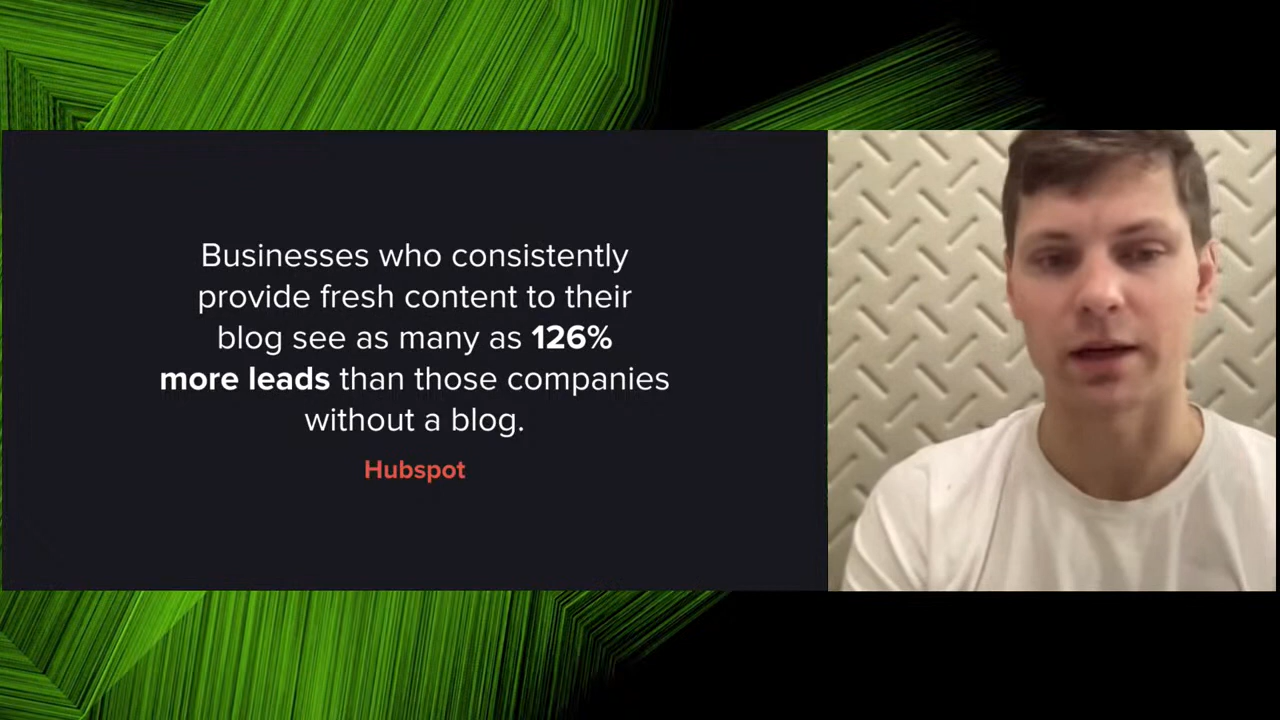 Businesses who consistently
provide fresh content to their
blog see as many as 126%
more leads than those companies
without a blog.
Hubspot